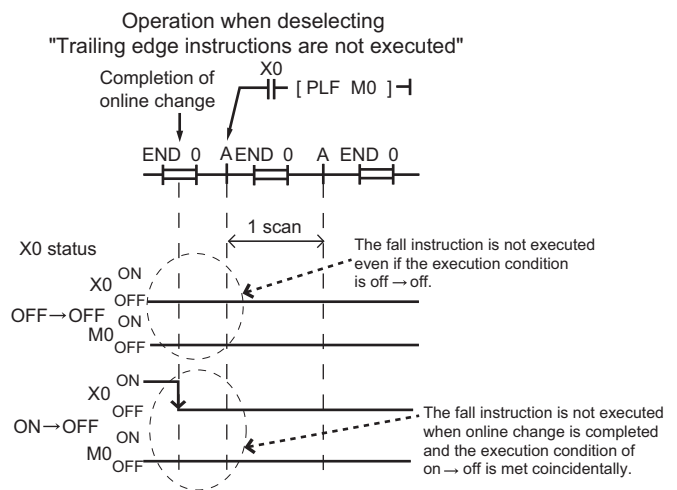 Operation when deselecting
"Trailing edge instructions are not executed"
Completion of
online change
X0
[ PLF M0 ]
END 0 A END 0 A END 0
1 scan
X0 status
The fall instruction is not executed
even if the execution condition
is off→off.
X0 ON
OFF
OFF→OFF
M0 ON
OFF
X0 ON
OFF
ON→OFF
M0 ON
OFF
The fall instruction is not executed
when online change is completed
and the execution condition of
on→off is met coincidentally.